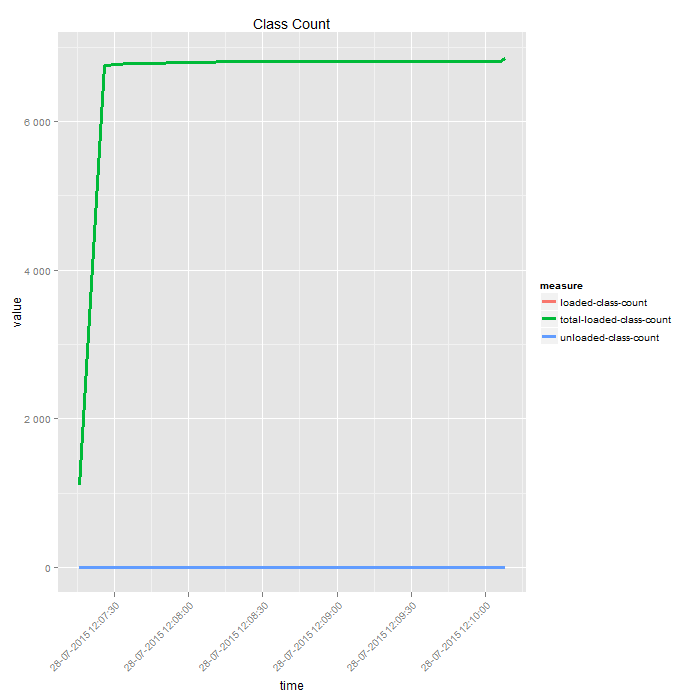 Class Count
6 000
4 000
2 000
0
value
28-07-2015 12:07:30
28-07-2015 12:08:00
28-07-2015 12:08:30
28-07-2015 12:09:00
28-07-2015 12:09:30
28-07-2015 12:10:00
time
measure
loaded-class-count
total-loaded-class-count
unloaded-class-count